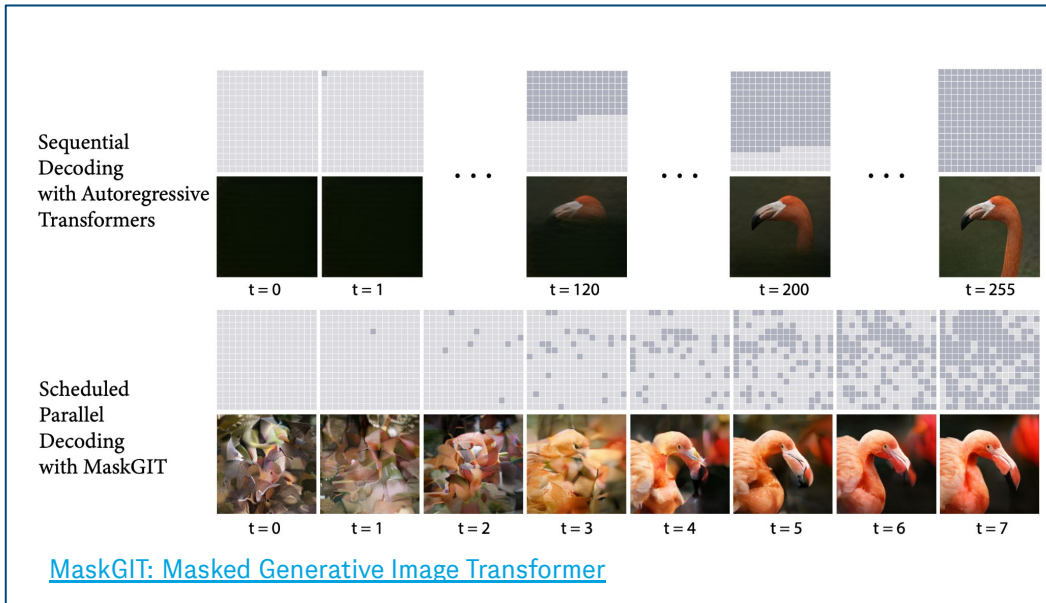 Sequential
Decoding
with Autoregressive
Transformers
... ... ...
t = 0 t = 1 t = 120 t = 200 t = 255
Scheduled
Parallel
Decoding
with MaskGIT
t = 0 t = 1 t = 2 t = 3 t = 4 t = 5 t = 6 t = 7
MaskGIT: Masked Generative Image Transformer